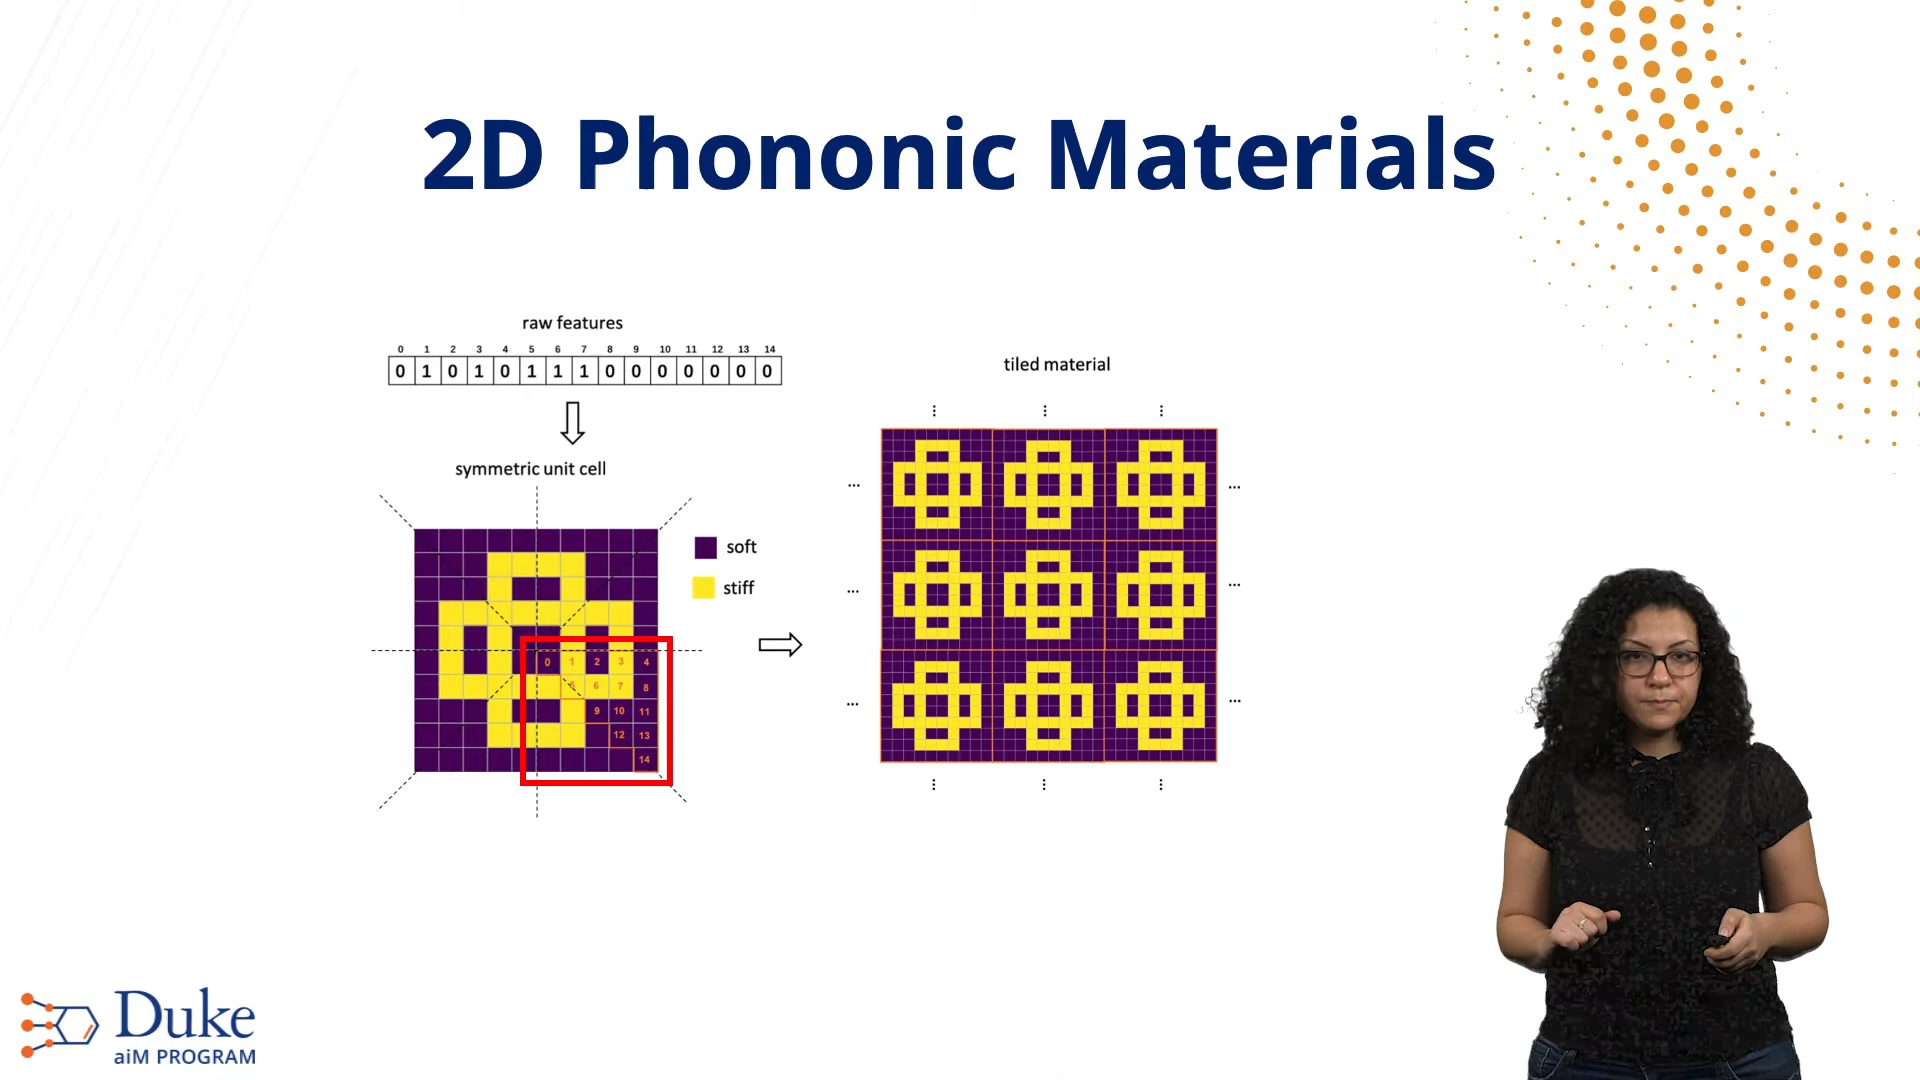 2D Phononic Materials
raw features
0 1 2 3 4 5 6 7 8 9 10 11 12 13 14
0 1 0 1 0 1 1 1 0 0 0 0 0 0 0
symmetric unit cell
soft
stiff
0 1 2 3 4
5 6 7 8
9 10 11
12 13
14
tiled material
Duke
aiM PROGRAM